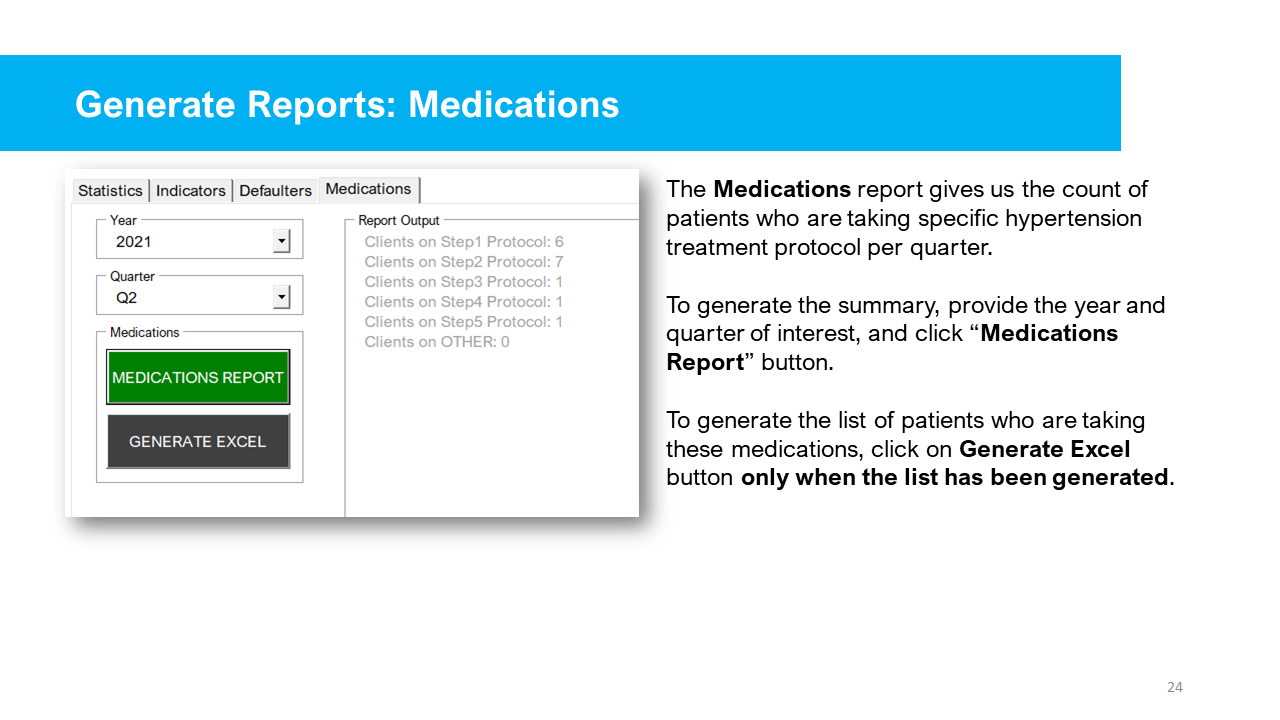 Generate Reports: Medications
Statistics Indicators Defaulters Medications
Year
2021
Quarter
Q2
Medications
MEDICATIONS REPORT
GENERATE EXCEL
Report Output
Clients on Step1 Protocol: 6
Clients on Step2 Protocol: 7
Clients on Step3 Protocol: 1
Clients on Step4 Protocol: 1
Clients on Step5 Protocol: 1
Clients on OTHER: 0
The Medications report gives us the count of
patients who are taking specific hypertension
treatment protocol per quarter.
To generate the summary, provide the year and
quarter of interest, and click “Medications
Report” button.
To generate the list of patients who are taking
these medications, click on Generate Excel
button only when the list has been generated.
24